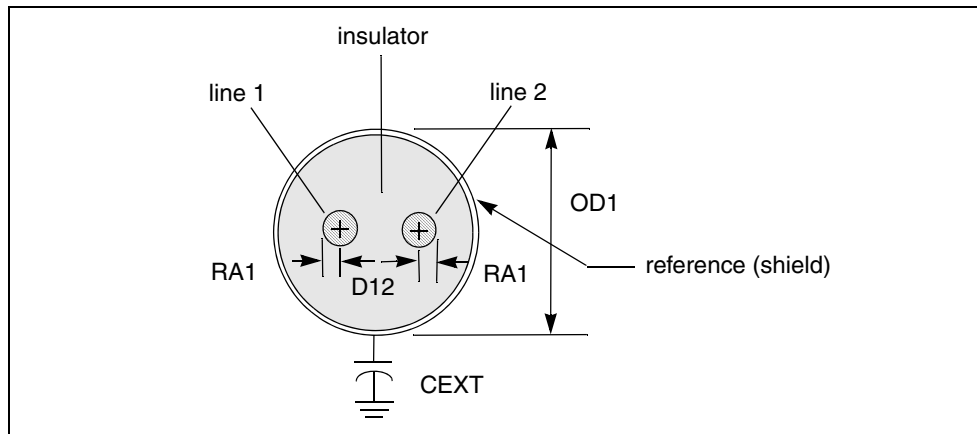 insulator
line 1
line 2
OD1
RA1
D12
RA1
reference (shield)
CEXT